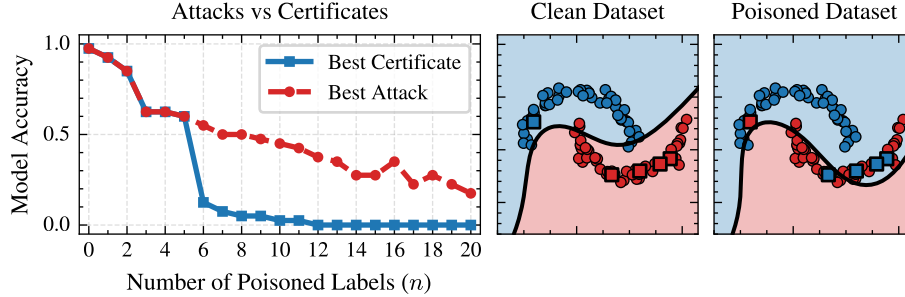 Attacks vs Certificates
1.0
0.5
0.0
Model Accuracy
Best Certificate
Best Attack
0 2 4 6 8 10 12 14 16 18 20
Number of Poisoned Labels (n)
Clean Dataset
Poisoned Dataset